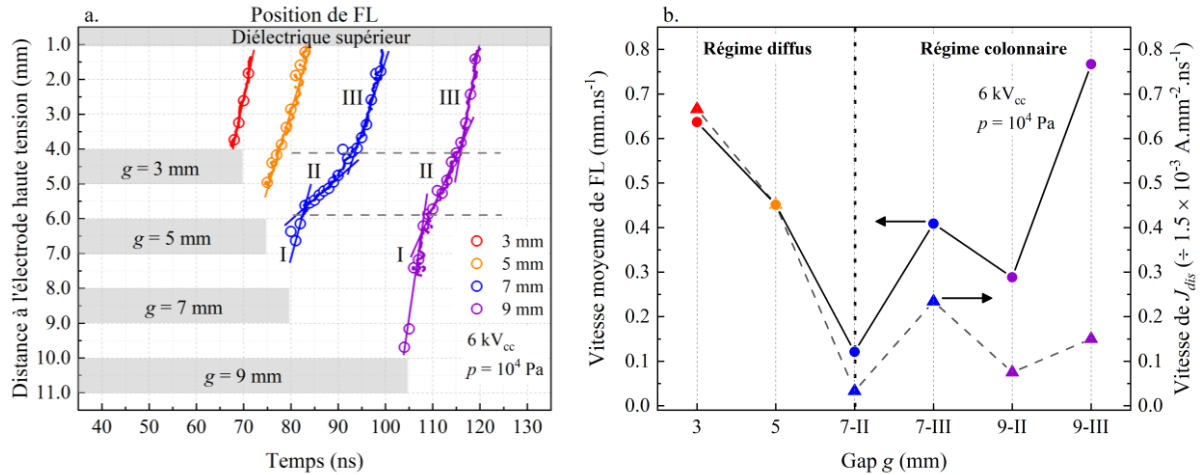 a.
Position de FL
Diélectrique supérieur
Distance à l'électrode haute tension (mm)
1.0
2.0
3.0
4.0
5.0
6.0
7.0
8.0
9.0
10.0
11.0
III
III
II
II
I
I
g = 3 mm
g = 5 mm
g = 7 mm
g = 9 mm
3 mm
5 mm
7 mm
9 mm
6 kVcc
p = 10⁴ Pa
40 50 60 70 80 90 100 110 120 130
Temps (ns)
b.
Régime diffus
Régime colonnaire
6 kVcc
p = 10⁴ Pa
Vitesse moyenne de FL (mm.ns⁻¹)
0.8
0.7
0.6
0.5
0.4
0.3
0.2
0.1
0.0
0.8
0.7
0.6
0.5
0.4
0.3
0.2
0.1
0.0
Vitesse de Jdis (÷ 1.5 × 10⁻³ A.mm⁻².ns⁻¹)
3 5 7-II 7-III 9-II 9-III
Gap g (mm)